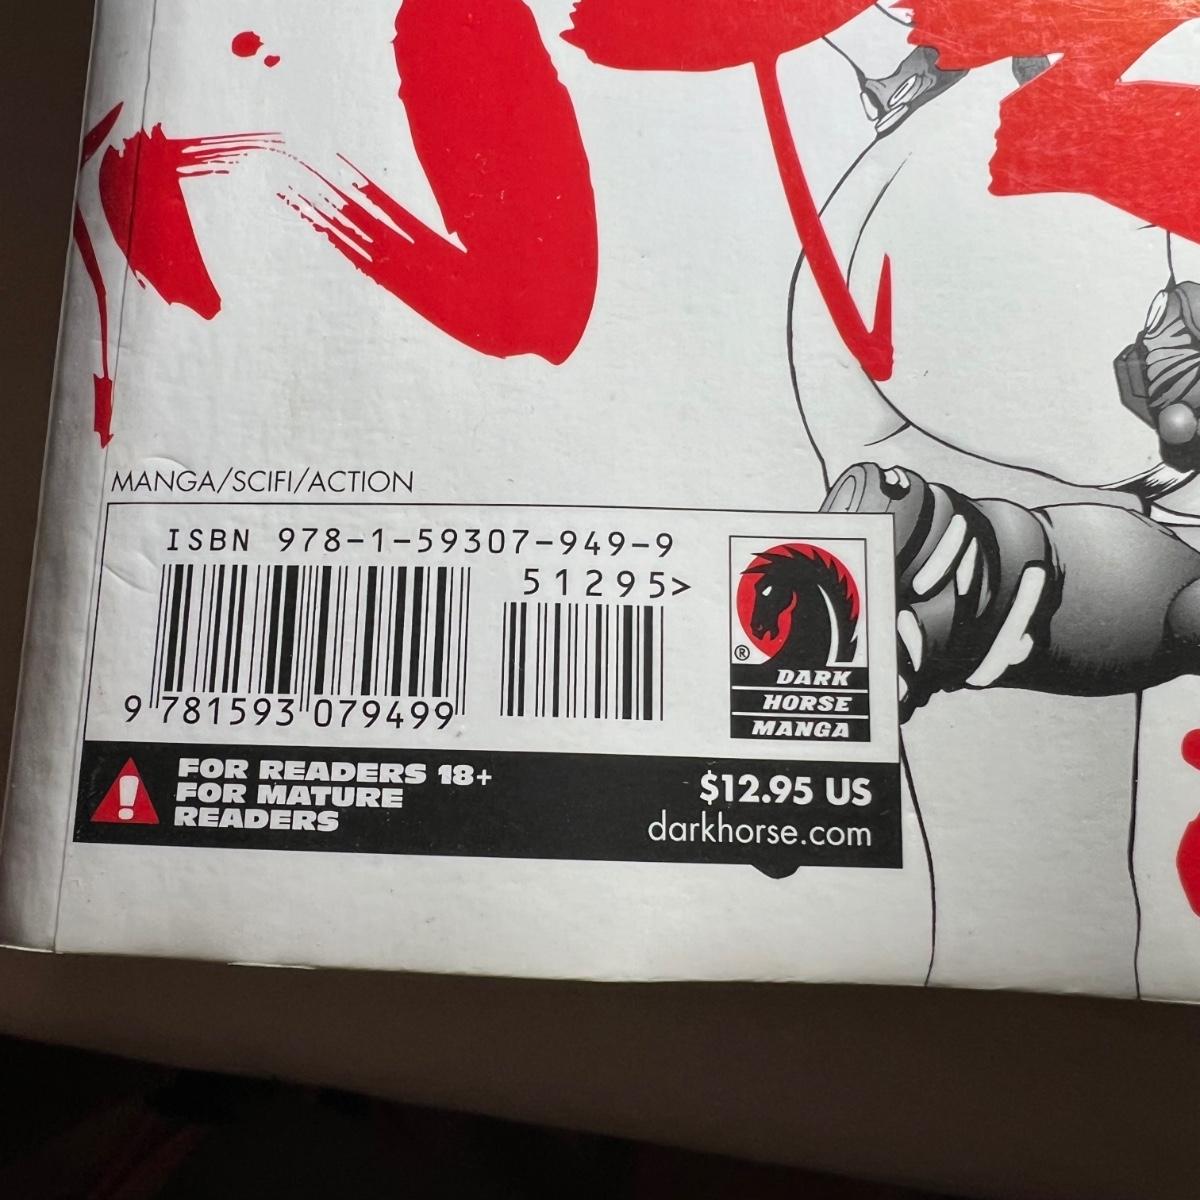 MANGA/SCIFI/ACTION
ISBN 978-1-59307-949-9
51295>
9 781593 079499
®
DARK
HORSE
MANGA
FOR READERS 18+
FOR MATURE
READERS
$12.95 US
darkhorse.com